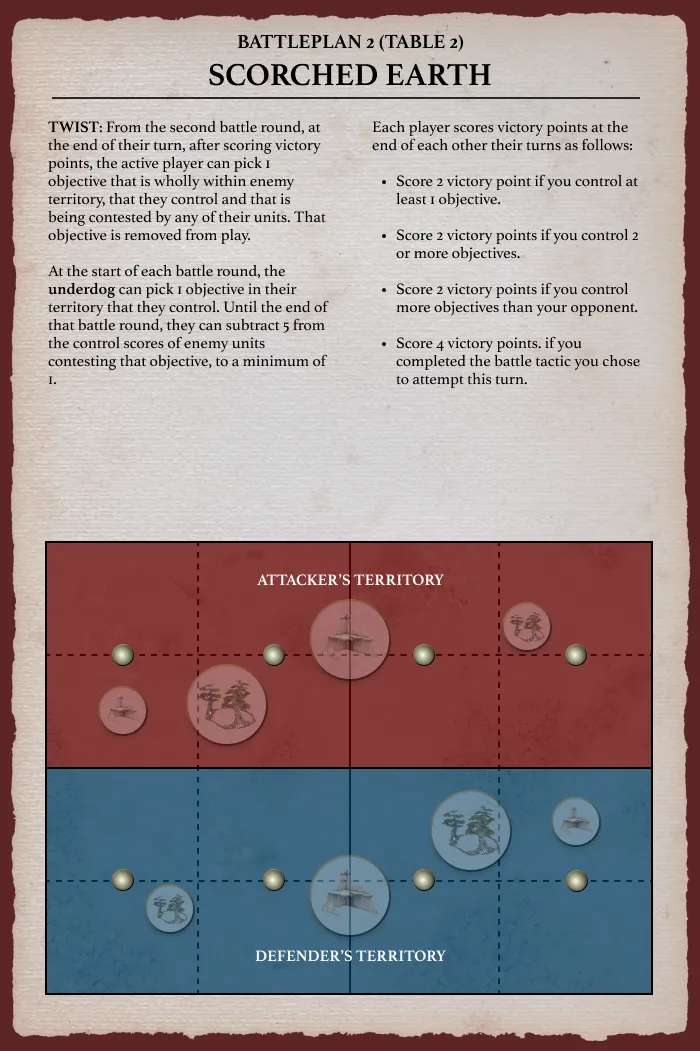 BATTLEPLAN 2 (TABLE 2)
SCORCHED EARTH
TWIST: From the second battle round, at
the end of their turn, after scoring victory
points, the active player can pick 1
objective that is wholly within enemy
territory, that they control and that is
being contested by any of their units. That
objective is removed from play.
At the start of each battle round, the
underdog can pick 1 objective in their
territory that they control. Until the end of
that battle round, they can subtract 5 from
the control scores of enemy units
contesting that objective, to a minimum of
1.
Each player scores victory points at the
end of each other their turns as follows:
• Score 2 victory point if you control at
least 1 objective.
• Score 2 victory points if you control 2
or more objectives.
• Score 2 victory points if you control
more objectives than your opponent.
• Score 4 victory points. if you
completed the battle tactic you chose
to attempt this turn.
ATTACKER'S TERRITORY
DEFENDER'S TERRITORY